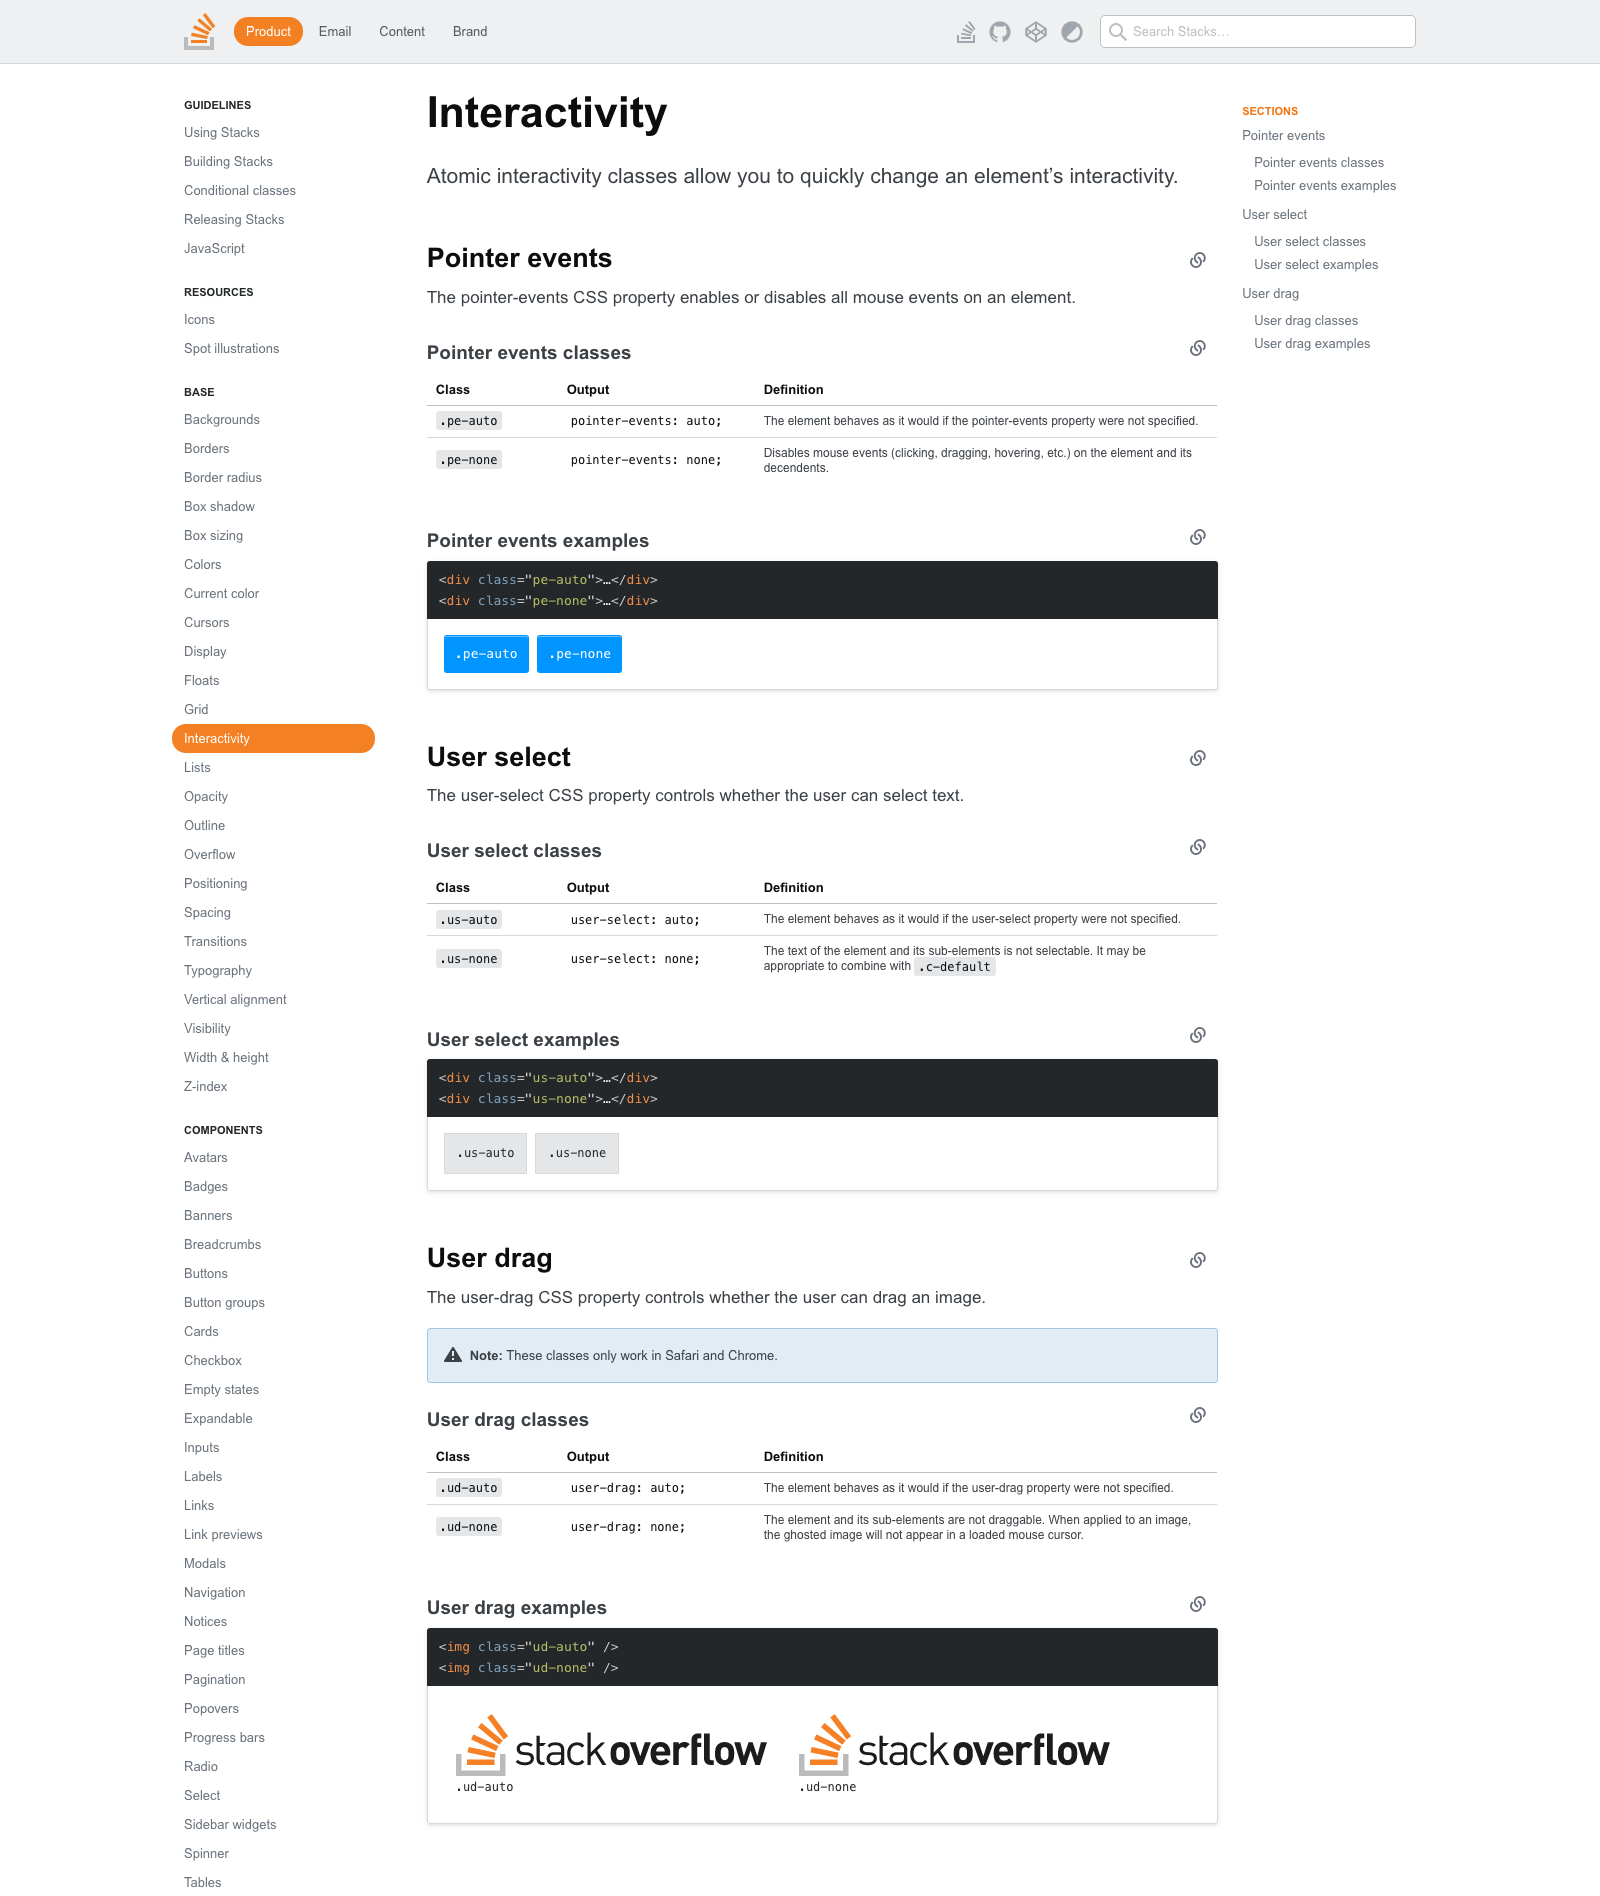 Product
Email
Content
Brand
Search Stacks…
GUIDELINES
Using Stacks
Building Stacks
Conditional classes
Releasing Stacks
JavaScript
RESOURCES
Icons
Spot illustrations
BASE
Backgrounds
Borders
Border radius
Box shadow
Box sizing
Colors
Current color
Cursors
Display
Floats
Grid
Interactivity
Lists
Opacity
Outline
Overflow
Positioning
Spacing
Transitions
Typography
Vertical alignment
Visibility
Width & height
Z-index
COMPONENTS
Avatars
Badges
Banners
Breadcrumbs
Buttons
Button groups
Cards
Checkbox
Empty states
Expandable
Inputs
Labels
Links
Link previews
Modals
Navigation
Notices
Page titles
Pagination
Popovers
Progress bars
Radio
Select
Sidebar widgets
Spinner
Tables
Interactivity
Atomic interactivity classes allow you to quickly change an element’s interactivity.
Pointer events
The pointer-events CSS property enables or disables all mouse events on an element.
Pointer events classes
Class Output Definition
.pe-auto pointer-events: auto; The element behaves as it would if the pointer-events property were not specified.
.pe-none pointer-events: none; Disables mouse events (clicking, dragging, hovering, etc.) on the element and its
decendents.
Pointer events examples
<div class="pe-auto">…</div>
<div class="pe-none">…</div>
.pe-auto .pe-none
User select
The user-select CSS property controls whether the user can select text.
User select classes
Class Output Definition
.us-auto user-select: auto; The element behaves as it would if the user-select property were not specified.
.us-none user-select: none; The text of the element and its sub-elements is not selectable. It may be
appropriate to combine with .c-default
User select examples
<div class="us-auto">…</div>
<div class="us-none">…</div>
.us-auto .us-none
User drag
The user-drag CSS property controls whether the user can drag an image.
Note: These classes only work in Safari and Chrome.
User drag classes
Class Output Definition
.ud-auto user-drag: auto; The element behaves as it would if the user-drag property were not specified.
.ud-none user-drag: none; The element and its sub-elements are not draggable. When applied to an image,
the ghosted image will not appear in a loaded mouse cursor.
User drag examples
<img class="ud-auto" />
<img class="ud-none" />
stackoverflow stackoverflow
.ud-auto .ud-none
SECTIONS
Pointer events
Pointer events classes
Pointer events examples
User select
User select classes
User select examples
User drag
User drag classes
User drag examples